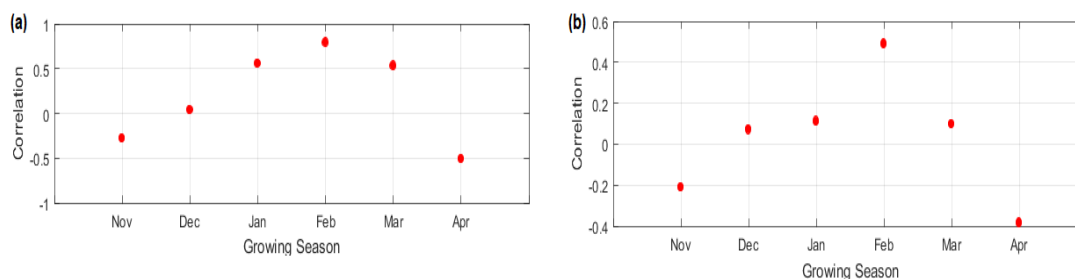 (a)
1
0.5
0
-0.5
-1
Correlation
Nov Dec Jan Feb Mar Apr
Growing Season
(b)
0.6
0.4
0.2
0
-0.2
-0.4
Correlation
Nov Dec Jan Feb Mar Apr
Growing Season